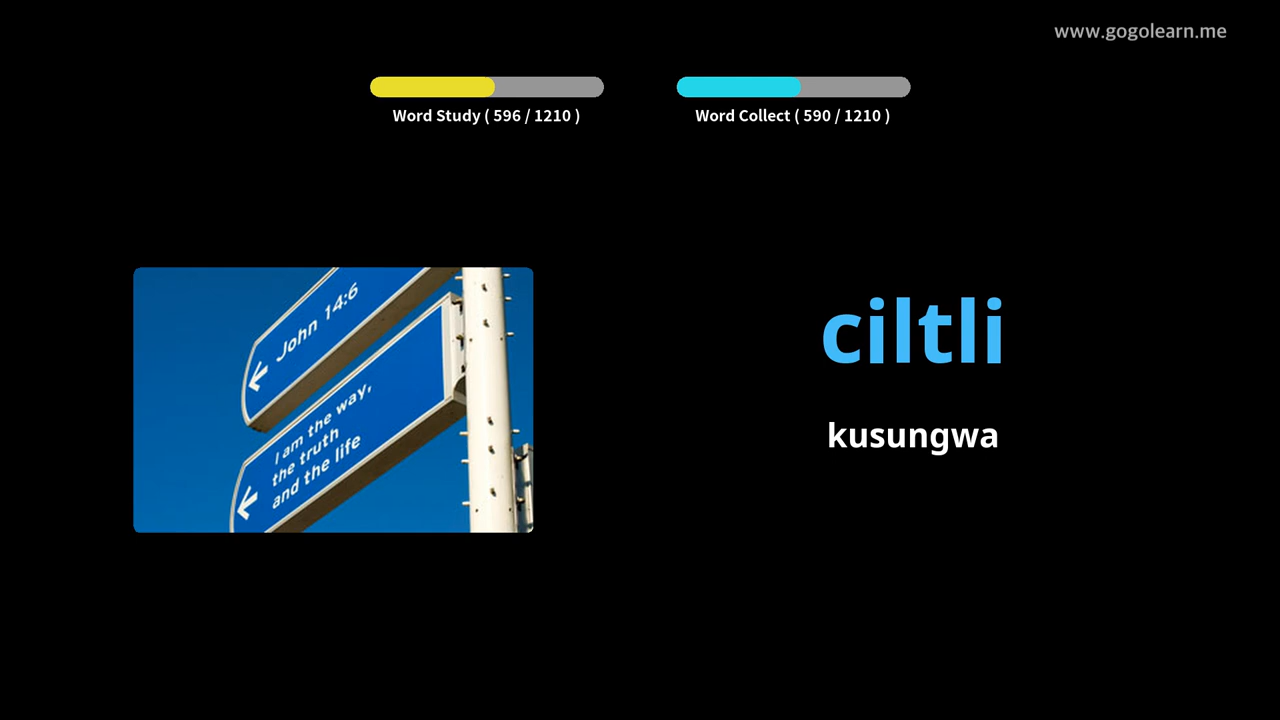 www.gogolearn.me
Word Study ( 596 / 1210 )
Word Collect ( 590 / 1210 )
John 14:6
I am the way,
the truth
and the life
ciltli
kusungwa